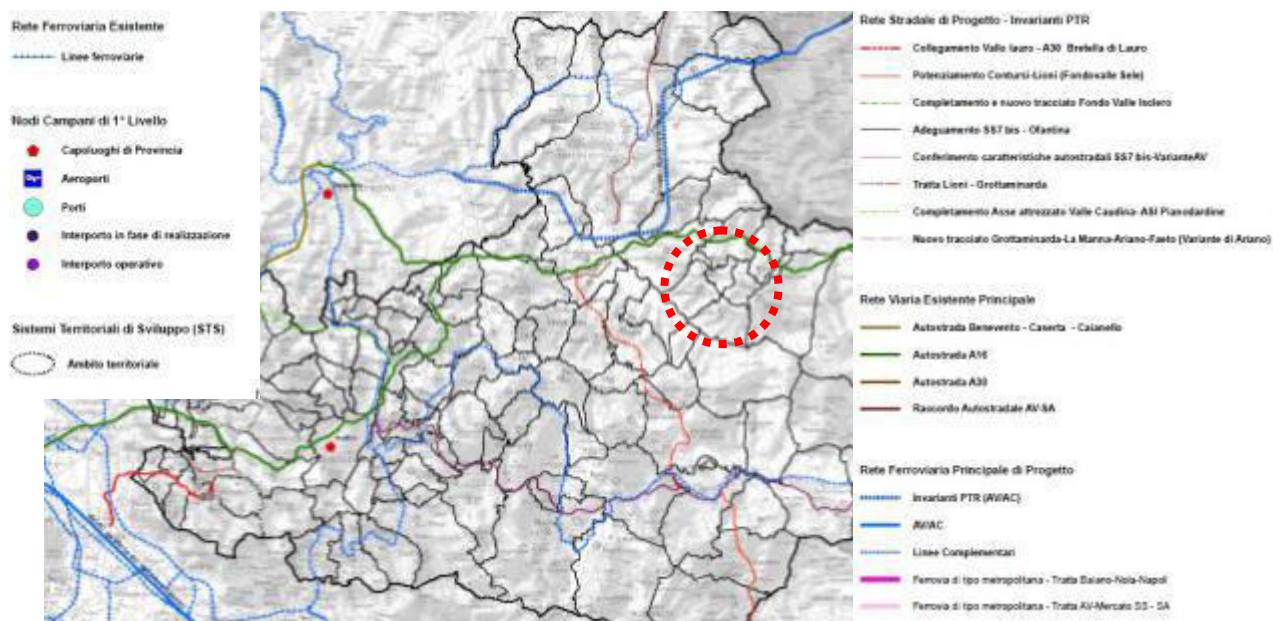 Rete Ferroviaria Esistente
Linee ferroviarie
Nodi Campani di 1° Livello
Capoluoghi di Provincia
Aeroporti
Porti
Interporto in fase di realizzazione
Interporto operativo
Sistemi Territoriali di Sviluppo (STS)
Ambito territoriale
Rete Stradale di Progetto - Invarianti PTR
Collegamento Vallo lauro - A30 Bretella di Lauro
Potenziamento Contursi-Lioni (Fondovalle Sele)
Completamento e nuovo tracciato Fondo Valle Isclero
Adeguamento SS7 bis - Ofantina
Conferimento caratteristiche autostradali SS7 bis-VarianteAV
Tratta Lioni - Grottaminarda
Completamento Asse attrezzato Valle Caudina- ASI Pianodardine
Nuovo tracciato Grottaminarda-La Manna-Ariano-Faeto (Variante di Ariano)
Rete Viaria Esistente Principale
Autostrada Benevento - Caserta - Caianello
Autostrada A16
Autostrada A30
Raccordo Autostradale AV-SA
Rete Ferroviaria Principale di Progetto
Invarianti PTR (AV/AC)
AV/AC
Linee Complementari
Ferrovia di tipo metropolitana - Tratta Baiano-Nola-Napoli
Ferrovia di tipo metropolitana - Tratta AV-Mercato SS - SA